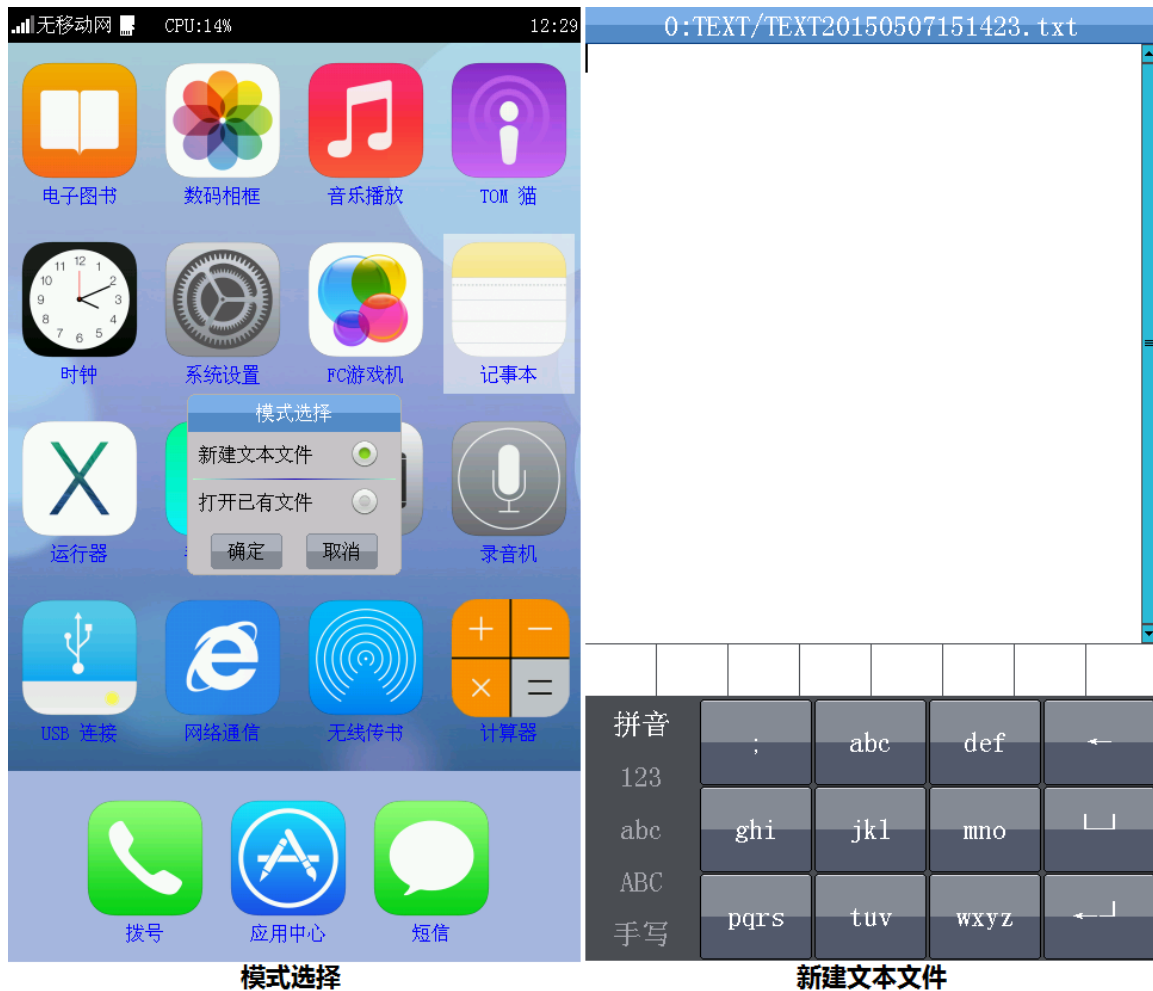 无移动网 CPU:14% 12:29
电子图书 数码相框 音乐播放 TOM 猫
12
11 1
10 2
9 3
8 4
7 6 5
时钟 系统设置 FC游戏机 记事本
模式选择
新建文本文件
打开已有文件
确定 取消
运行器 录音机
USB 连接 网络通信 无线传书 计算器
拨号 应用中心 短信
模式选择
0:TEXT/TEXT20150507151423.txt
拼音
123
abc
ABC
手写
; abc def ←
ghi jkl mno
pqrs tuv wxyz
新建文本文件